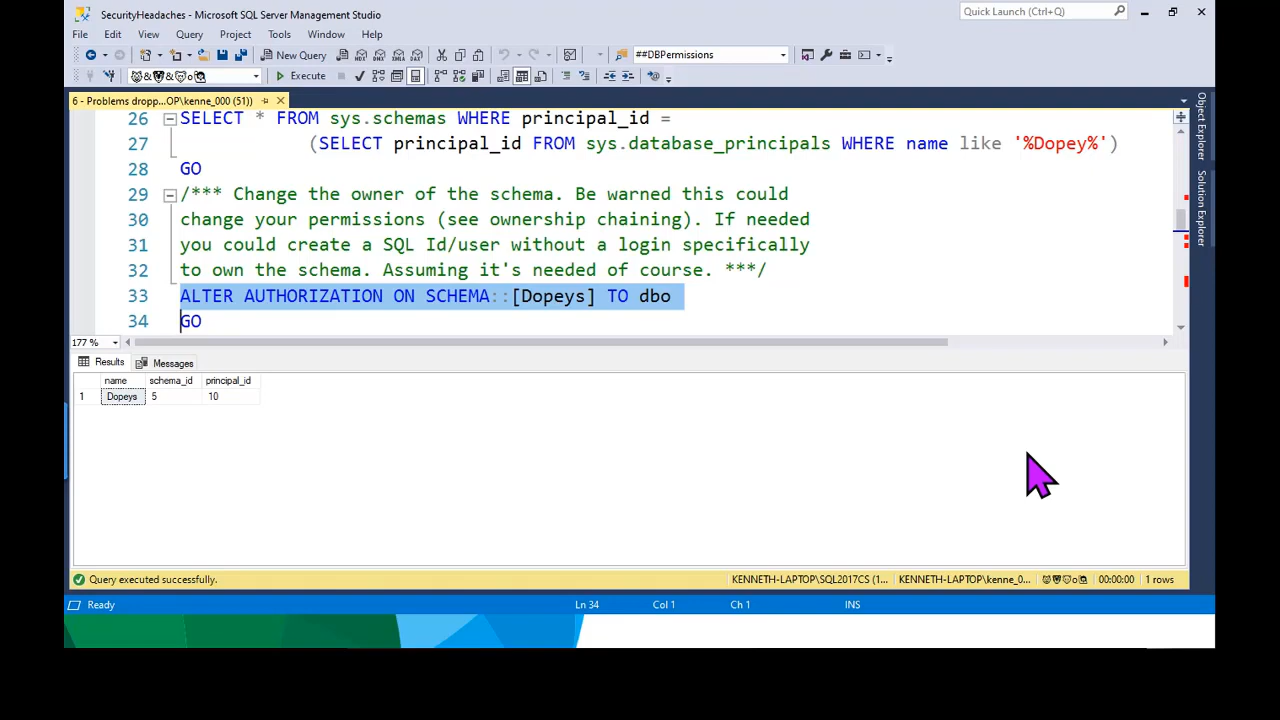 SecurityHeadaches - Microsoft SQL Server Management Studio
Quick Launch (Ctrl+Q)
File Edit View Query Project Tools Window Help
New Query
##DBPermissions
Execute
6 - Problems dropp...OP\kenne_000 (51))
26 SELECT * FROM sys.schemas WHERE principal_id =
27 (SELECT principal_id FROM sys.database_principals WHERE name like '%Dopey%')
28 GO
29 /*** Change the owner of the schema. Be warned this could
30 change your permissions (see ownership chaining). If needed
31 you could create a SQL Id/user without a login specifically
32 to own the schema. Assuming it's needed of course. ***/
33 ALTER AUTHORIZATION ON SCHEMA::[Dopeys] TO dbo
34 GO
177 %
Results Messages
name schema_id principal_id
1 Dopeys 5 10
Query executed successfully.
KENNETH-LAPTOP\SQL2017CS (1... KENNETH-LAPTOP\kenne_0... 00:00:00 1 rows
Ready Ln 34 Col 1 Ch 1 INS
Object Explorer
Solution Explorer